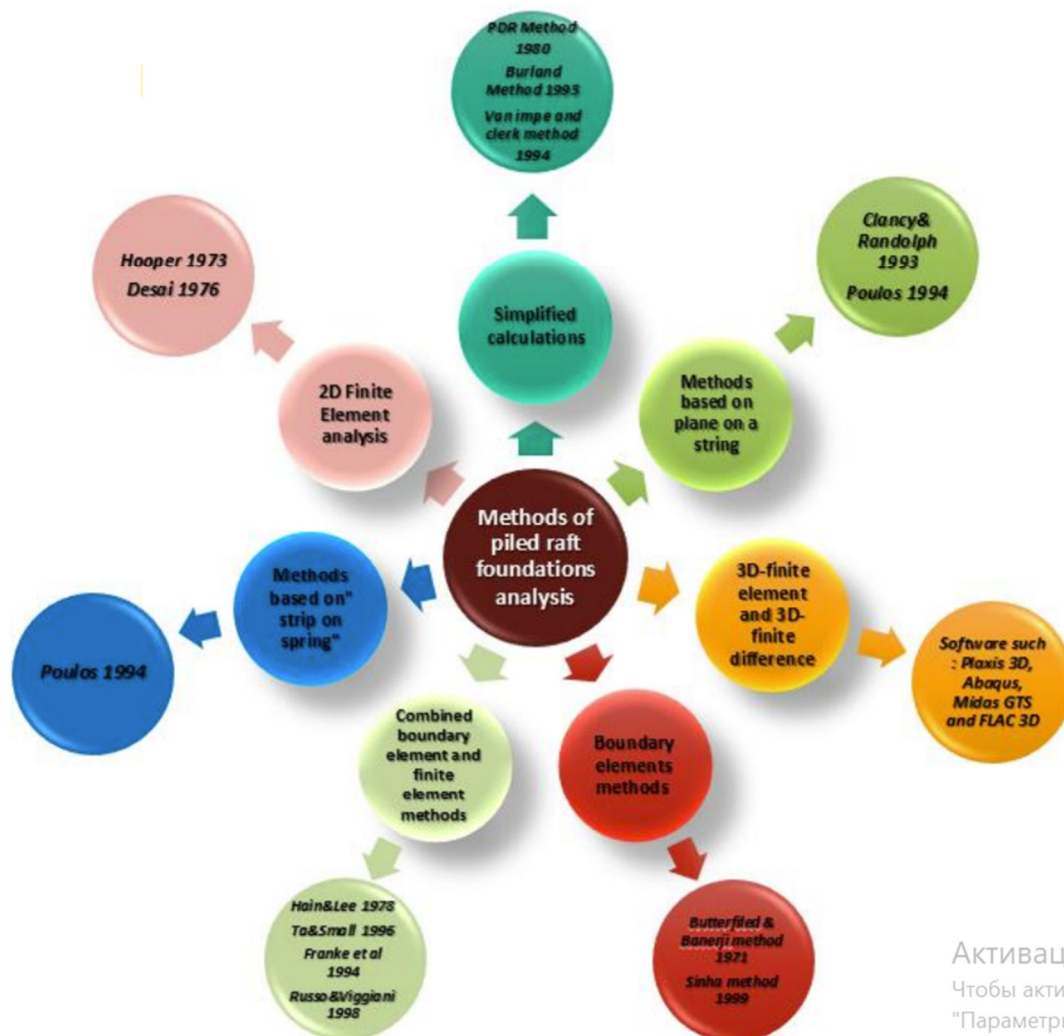 PDR Method
1980
Burland
Method 1995
Van impe and
clerk method
1994
Simplified
calculations
Clancy&
Randolph
1993
Poulos 1994
Methods
based on
plane on a
string
3D-finite
element
and 3D-
finite
difference
Software such
: Plaxis 3D,
Abaqus,
Midas GTS
and FLAC 3D
Boundary
elements
methods
Butterfiled &
Banerji method
1971
Sinha method
1999
Combined
boundary
element and
finite
element
methods
Hain&Lee 1978
Ta&Small 1996
Franke et al
1994
Russo&Viggiani
1998
Methods
based on"
strip on
spring"
Poulos 1994
2D Finite
Element
analysis
Hooper 1973
Desai 1976
Methods of
piled raft
foundations
analysis
Активац
Чтобы акти
"Параметры